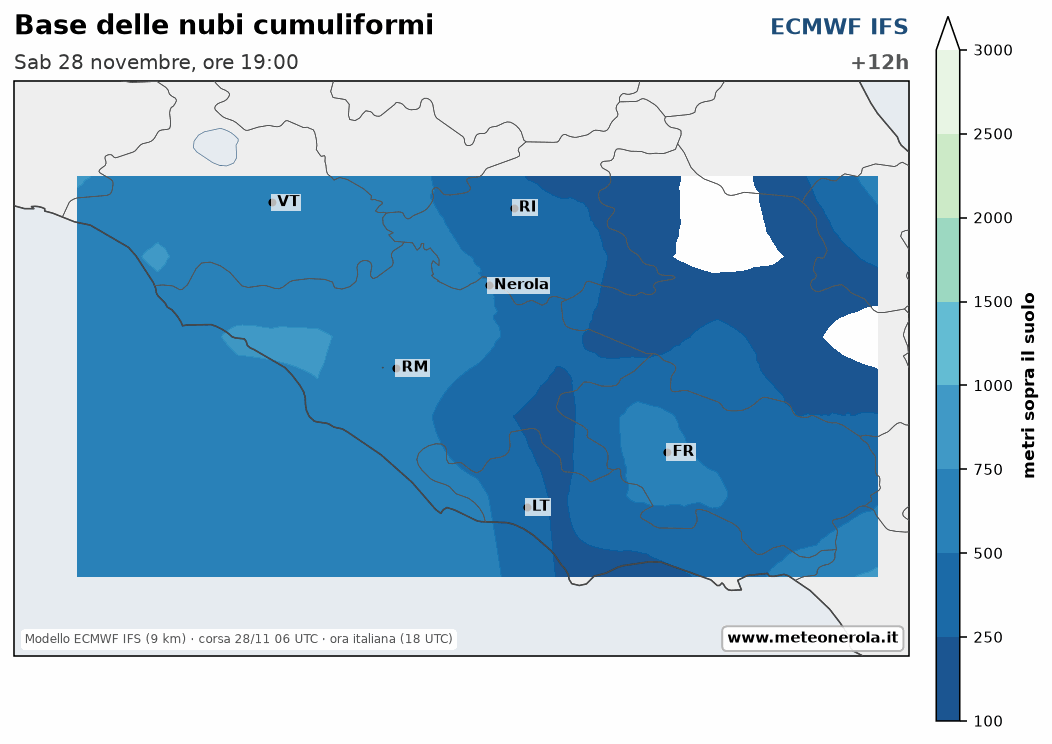 Base delle nubi cumuliformi
ECMWF IFS
Sab 28 novembre, ore 19:00
+12h
VT
RI
Nerola
RM
FR
LT
3000
2500
2000
1500
1000
750
500
250
100
metri sopra il suolo
Modello ECMWF IFS (9 km) · corsa 28/11 06 UTC · ora italiana (18 UTC)
www.meteonerola.it